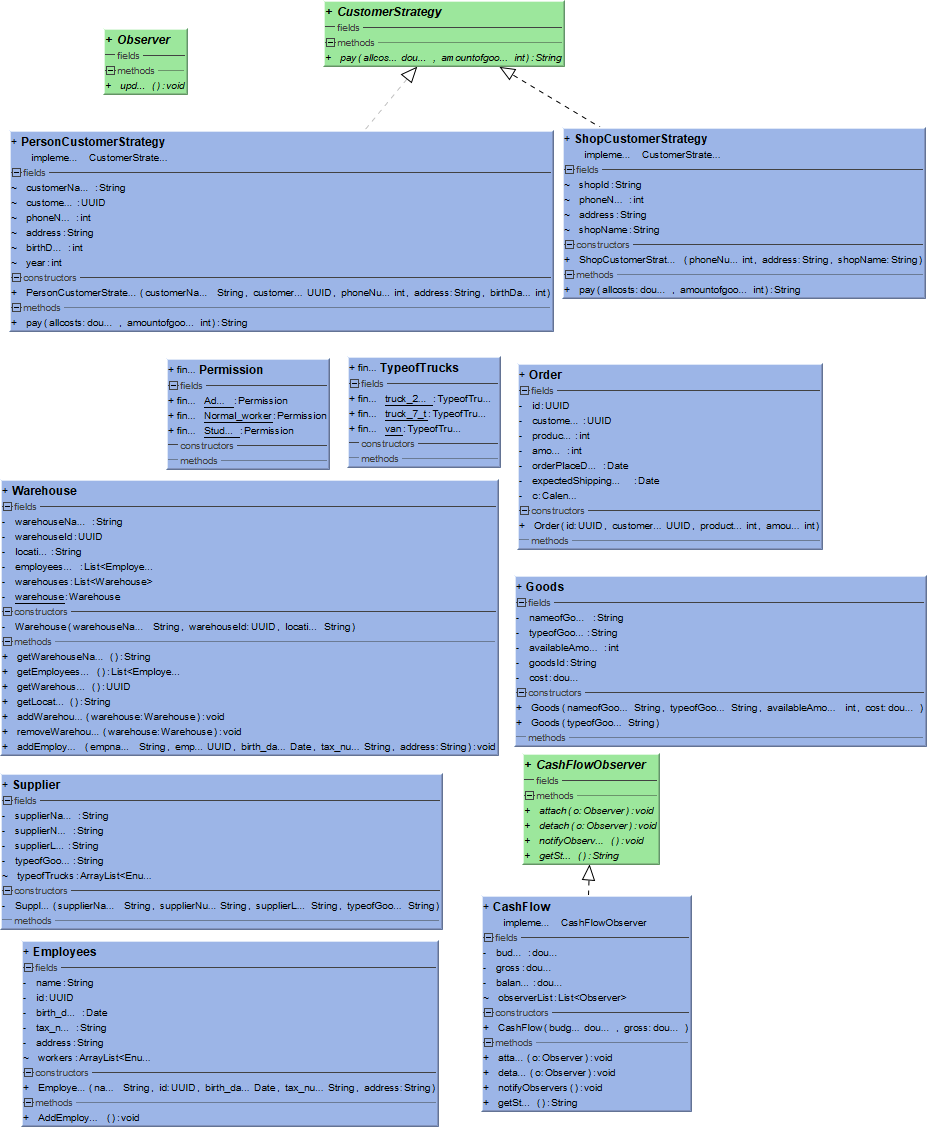 + CustomerStrategy
fields
methods
+ pay(allcos... dou... , amountofgoo... int):String
+ Observer
fields
methods
+ upd... ():void
+ PersonCustomerStrategy
impleme... CustomerStrate...
fields
~ customerNa... :String
~ custome... :UUID
~ phoneN... :int
~ address:String
~ birthD... :int
~ year:int
constructors
+ PersonCustomerStrate... (customerNa... String, customer... UUID, phoneNu... int, address:String, birthDa... int)
methods
+ pay(allcosts:dou... , amountofgoo... int):String
+ ShopCustomerStrategy
impleme... CustomerStrate...
fields
~ shopId:String
~ phoneN... :int
~ address:String
~ shopName:String
constructors
+ ShopCustomerStrat... (phoneNu... int, address:String, shopName:String)
methods
+ pay(allcosts:dou... , amountofgoo... int):String
+ fin... Permission
fields
+ fin... Ad... :Permission
+ fin... Normal_worker:Permission
+ fin... Stud... :Permission
constructors
methods
+ fin... TypeofTrucks
fields
+ fin... truck_2... :TypeofTru...
+ fin... truck_7_t:TypeofTru...
+ fin... van:TypeofTru...
constructors
methods
+ Order
fields
- id:UUID
- custome... :UUID
- produc... :int
- amo... :int
- orderPlaceD... :Date
- expectedShipping... :Date
- c:Calen...
constructors
+ Order(id:UUID, customer... UUID, product... int, amou... int)
methods
+ Warehouse
fields
- warehouseNa... :String
- warehouseId:UUID
- locati... :String
- employees... :List<Employe...
- warehouses:List<Warehouse>
- warehouse:Warehouse
constructors
- Warehouse(warehouseNa... String, warehouseId:UUID, locati... String)
methods
+ getWarehouseNa... ():String
+ getEmployees... ():List<Employe...
+ getWarehous... ():UUID
+ getLocat... ():String
+ addWarehou... (warehouse:Warehouse):void
+ removeWarehou... (warehouse:Warehouse):void
+ addEmploy... (empna... String, emp... UUID, birth_da... Date, tax_nu... String, address:String):void
+ Goods
fields
- nameofGo... :String
- typeofGoo... :String
- availableAmo... :int
- goodsId:String
- cost:dou...
constructors
+ Goods(nameofGoo... String, typeofGoo... String, availableAmo... int, cost:dou... )
+ Goods(typeofGoo... String)
methods
+ CashFlowObserver
fields
methods
+ attach(o:Observer):void
+ detach(o:Observer):void
+ notifyObserv... ():void
+ getSt... ():String
+ Supplier
fields
- supplierNa... :String
- supplierN... :String
- supplierL... :String
- typeofGoo... :String
~ typeofTrucks:ArrayList<Enu...
constructors
- Suppl... (supplierNa... String, supplierNu... String, supplierL... String, typeofGoo... String)
methods
+ CashFlow
impleme... CashFlowObserver
fields
- bud... :dou...
- gross:dou...
- balan... :dou...
~ observerList:List<Observer>
constructors
+ CashFlow(budg... dou... , gross:dou... )
methods
+ atta... (o:Observer):void
+ deta... (o:Observer):void
+ notifyObservers():void
+ getSt... ():String
+ Employees
fields
- name:String
- id:UUID
- birth_d... :Date
- tax_n... :String
- address:String
~ workers:ArrayList<Enu...
constructors
+ Employe... (na... String, id:UUID, birth_da... Date, tax_nu... String, address:String)
methods
+ AddEmploy... ():void